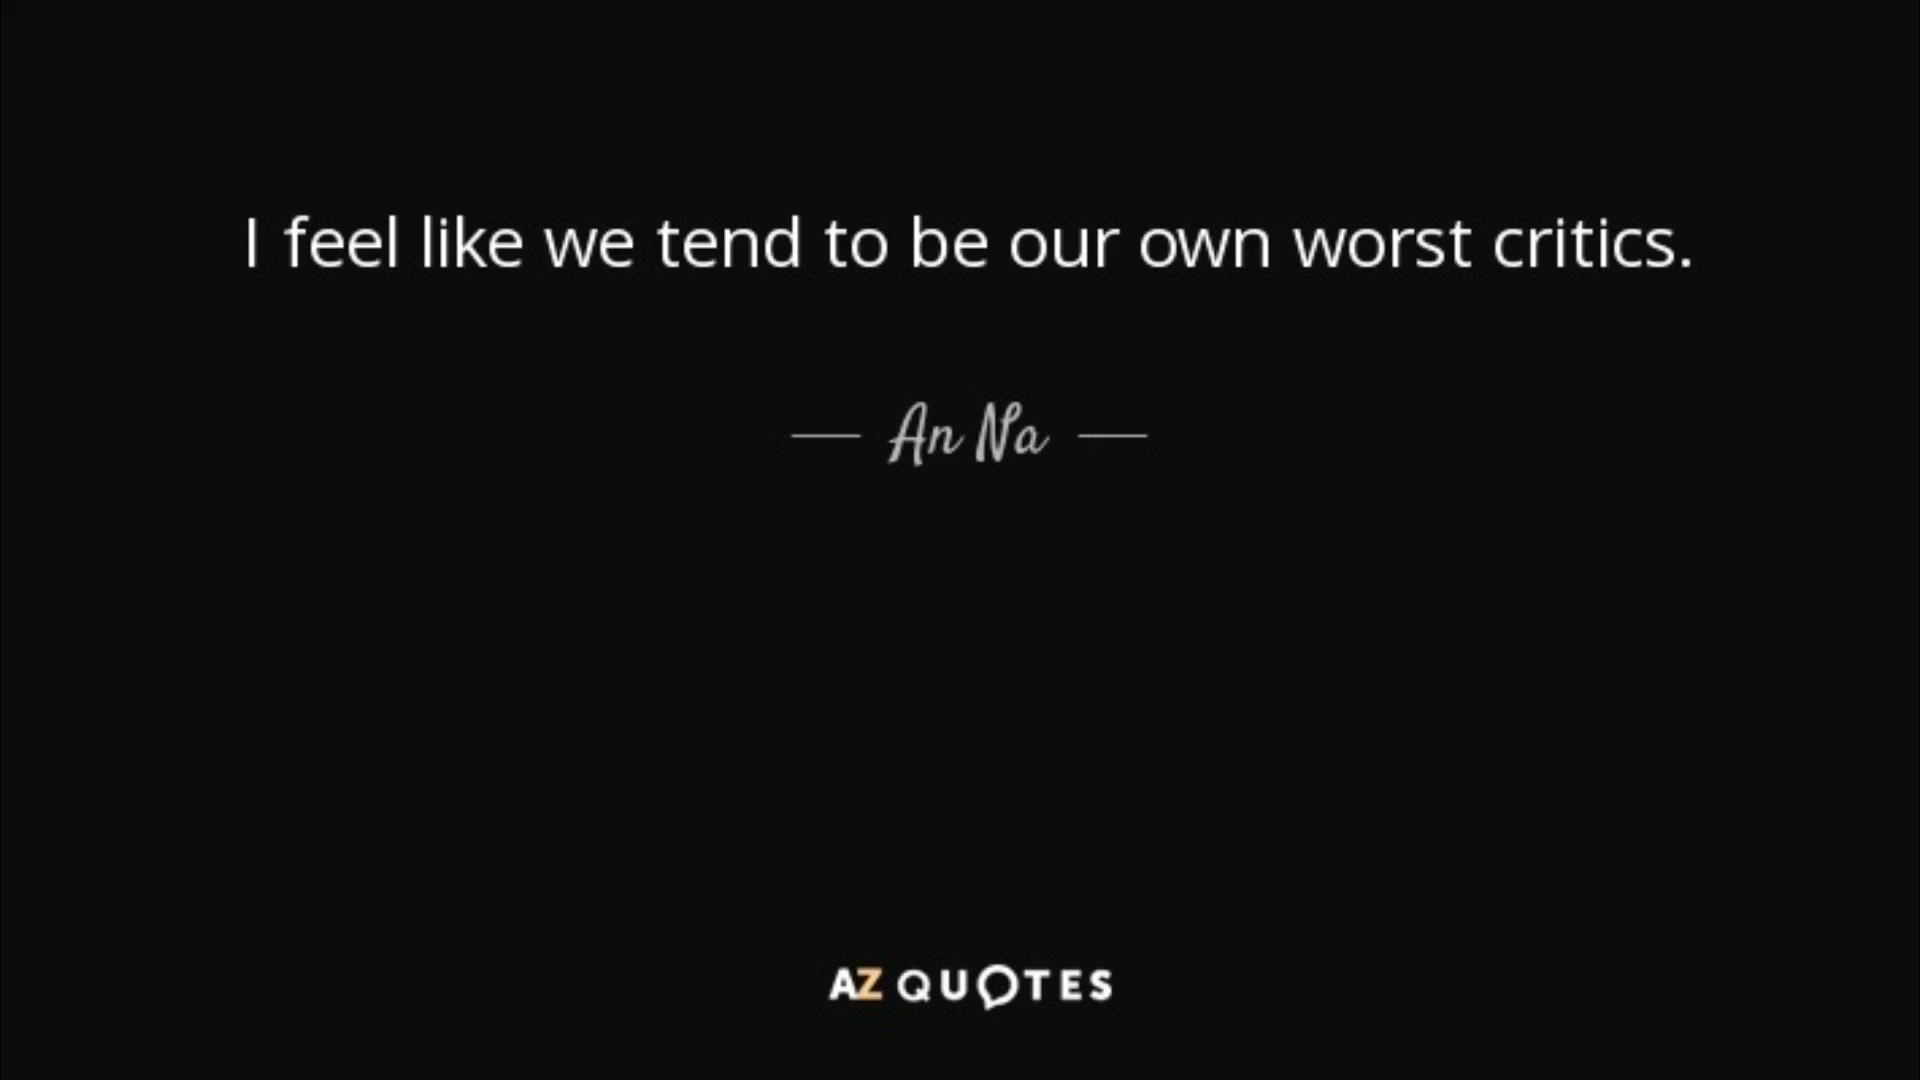 I feel like we tend to be our own worst critics.
— An Na —
AZ QUOTES